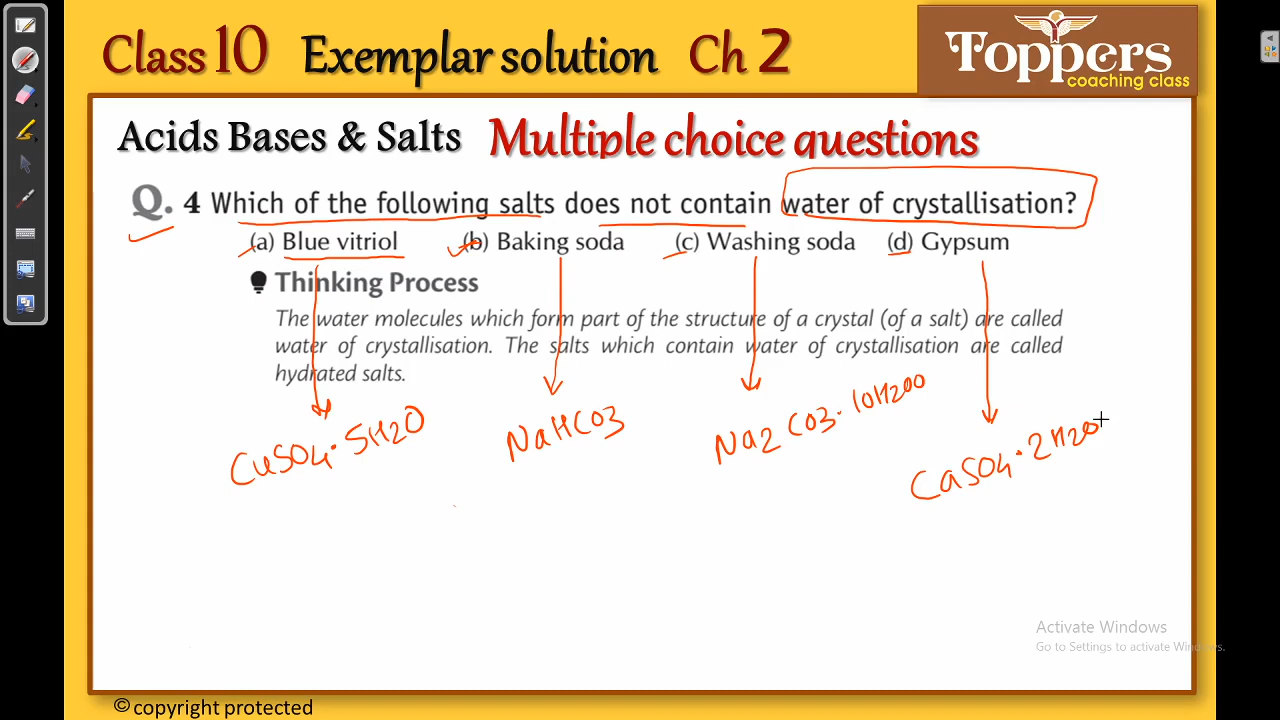 Class 10 Exemplar solution Ch 2
Toppers
coaching class
Acids Bases & Salts Multiple choice questions
Q. 4 Which of the following salts does not contain water of crystallisation?
(a) Blue vitriol (b) Baking soda (c) Washing soda (d) Gypsum
Thinking Process
The water molecules which form part of the structure of a crystal (of a salt) are called
water of crystallisation. The salts which contain water of crystallisation are called
hydrated salts.
CuSO4·5H2O NaHCO3 Na2CO3·10H2OO CaSO4·2H2O
Activate Windows
Go to Settings to activate Windows.
© copyright protected